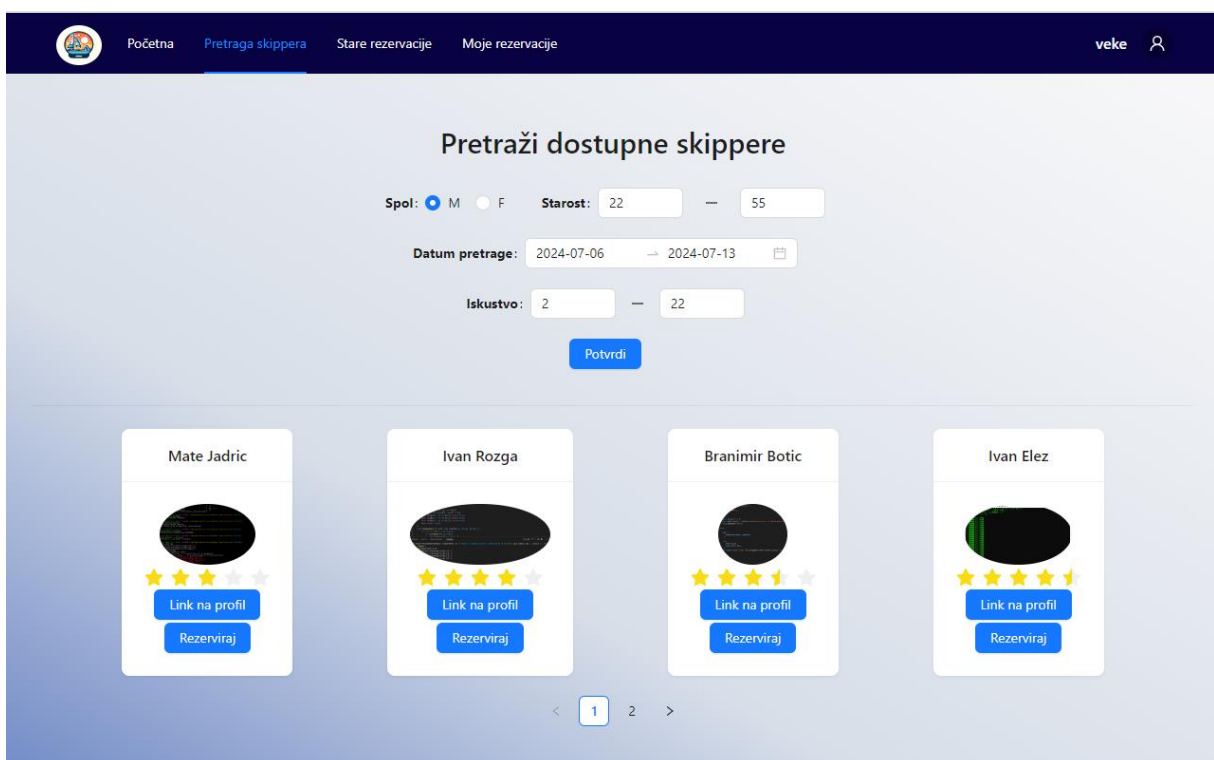 Početna Pretraga skippera Stare rezervacije Moje rezervacije veke
Pretraži dostupne skippere
Spol: M F Starost: 22 — 55
Datum pretrage: 2024-07-06 → 2024-07-13
Iskustvo: 2 — 22
Potvrdi
Mate Jadric Ivan Rozga Branimir Botic Ivan Elez
Link na profil Link na profil Link na profil Link na profil
Rezerviraj Rezerviraj Rezerviraj Rezerviraj
< 1 2 >